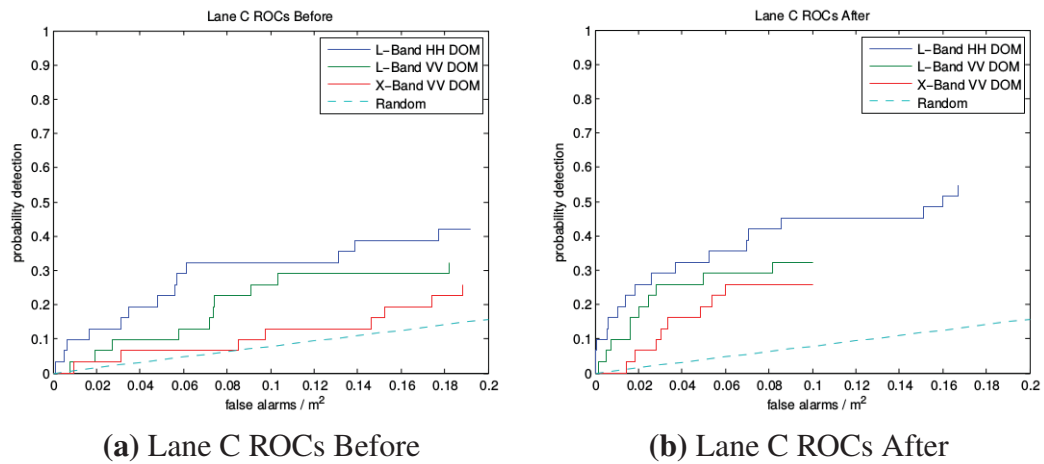 Lane C ROCs Before
L-Band HH DOM
L-Band VV DOM
X-Band VV DOM
Random
probability detection
1
0.9
0.8
0.7
0.6
0.5
0.4
0.3
0.2
0.1
0
0 0.02 0.04 0.06 0.08 0.1 0.12 0.14 0.16 0.18 0.2
false alarms / m²
(a) Lane C ROCs Before
Lane C ROCs After
L-Band HH DOM
L-Band VV DOM
X-Band VV DOM
Random
probability detection
1
0.9
0.8
0.7
0.6
0.5
0.4
0.3
0.2
0.1
0
0 0.02 0.04 0.06 0.08 0.1 0.12 0.14 0.16 0.18 0.2
false alarms / m²
(b) Lane C ROCs After